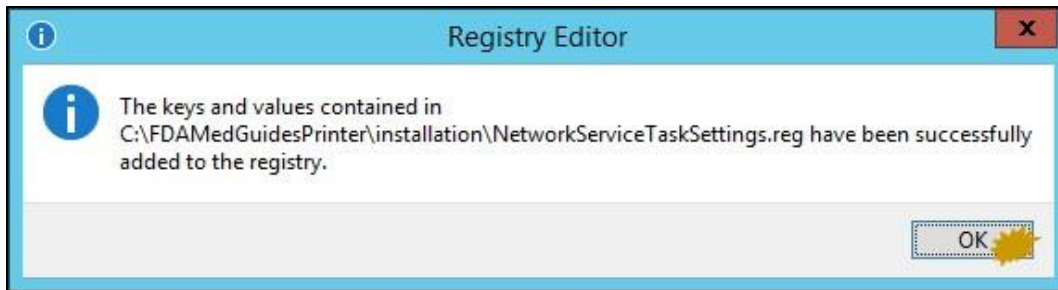 Registry Editor
x
The keys and values contained in
C:\FDAMedGuidesPrinter\installation\NetworkServiceTaskSettings.reg have been successfully
added to the registry.
OK